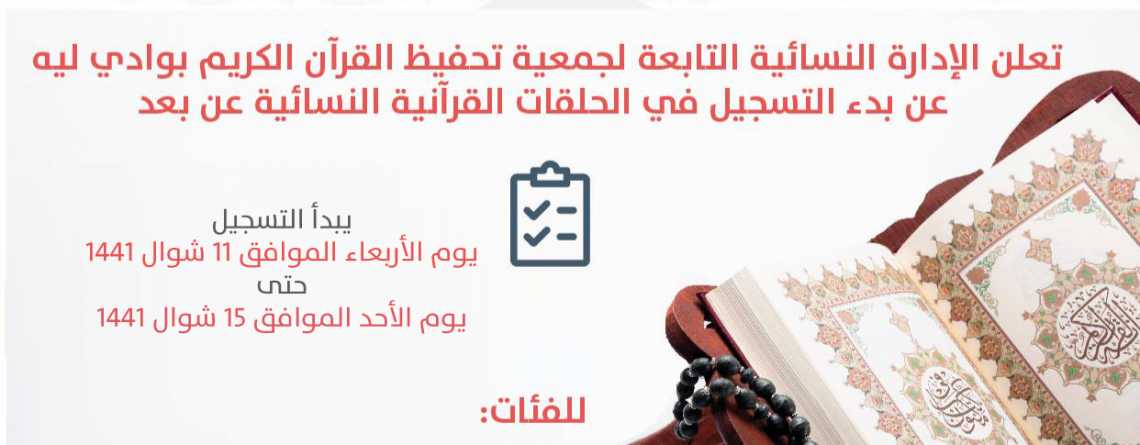 تعلن الإدارة النسائية التابعة لجمعية تحفيظ القرآن الكريم بوادي ليه
عن بدء التسجيل في الحلقات القرآنية النسائية عن بعد
يبدأ التسجيل
يوم الأربعاء الموافق 11 شوال 1441
حتى
يوم الأحد الموافق 15 شوال 1441
للفئات: